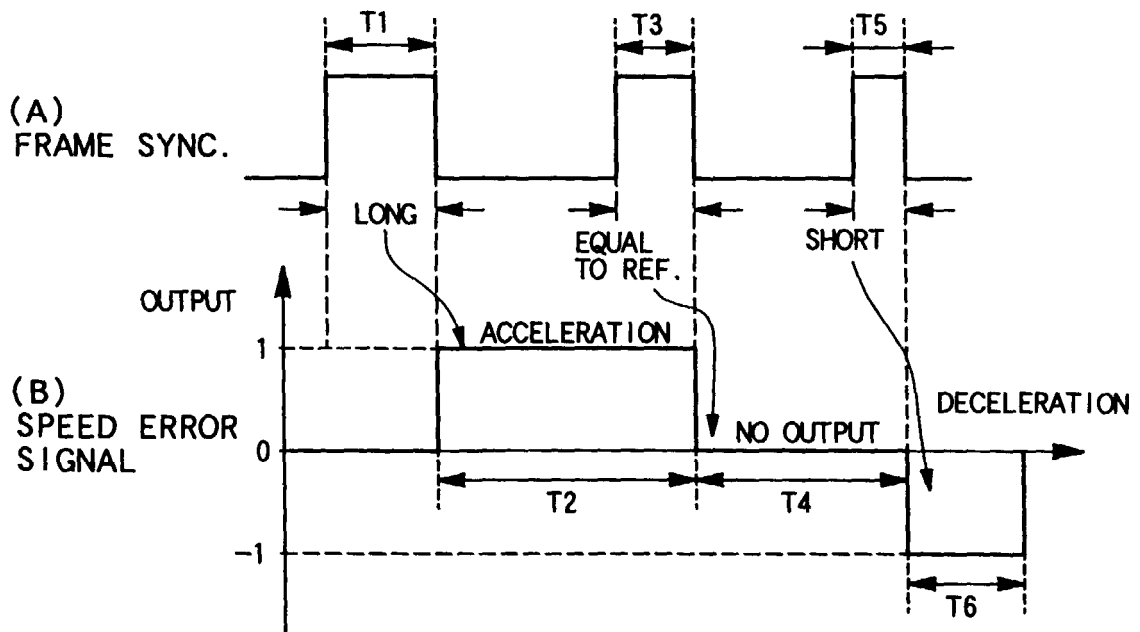 T1
T3
T5
(A)
FRAME SYNC.
LONG
EQUAL
TO REF.
SHORT
OUTPUT
ACCELERATION
1
(B)
SPEED ERROR
SIGNAL
DECELERATION
NO OUTPUT
0
T2
T4
-1
T6